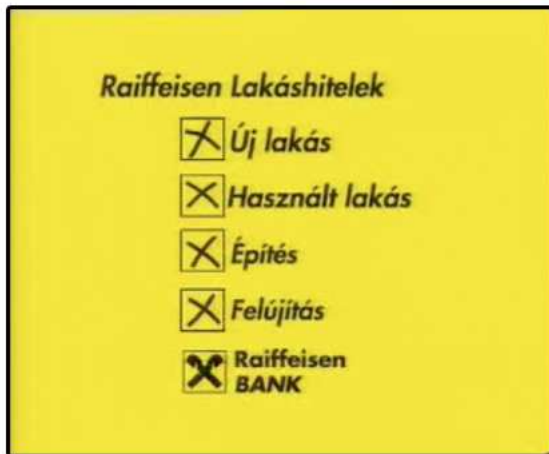 Raiffeisen Lakáshitelek
Új lakás
Használt lakás
Építés
Felújítás
Raiffeisen
BANK